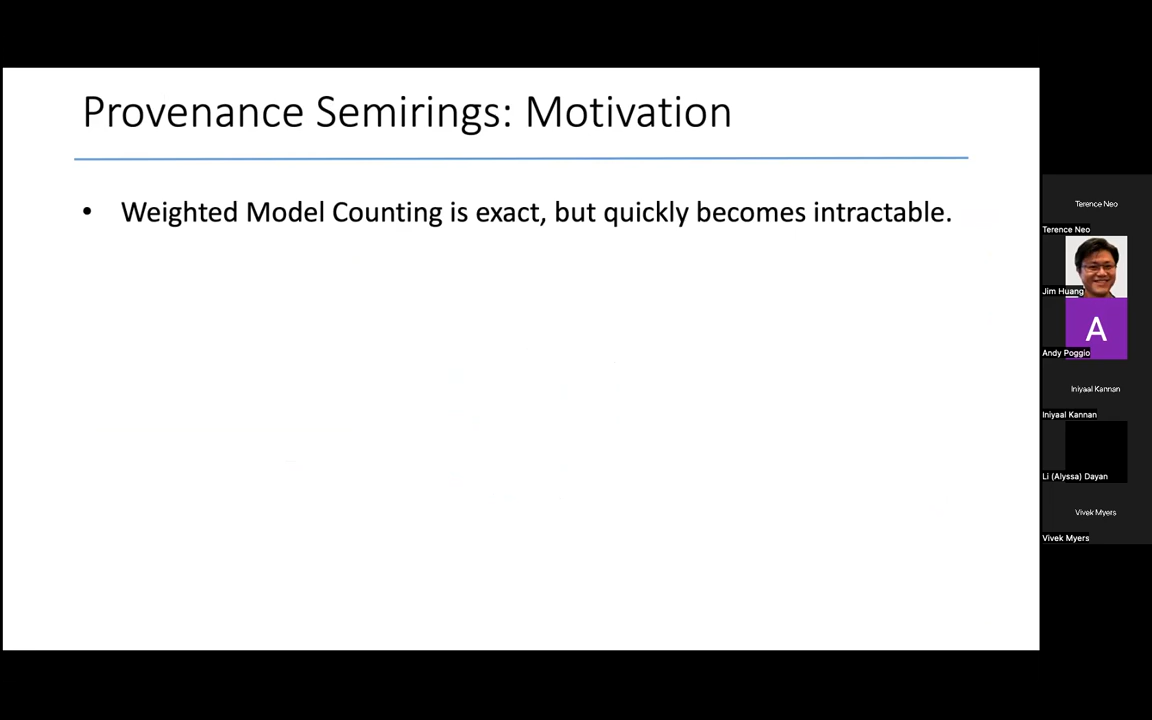 Provenance Semirings: Motivation
• Weighted Model Counting is exact, but quickly becomes intractable.
Terence Neo
Terence Neo
Jim Huang
A
Andy Poggio
Iniyaal Kannan
Iniyaal Kannan
Li (Alyssa) Dayan
Vivek Myers
Vivek Myers